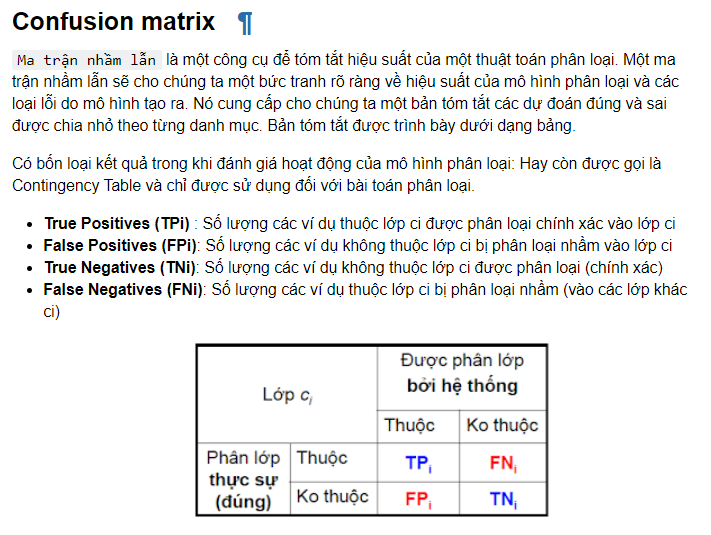 Confusion matrix ¶
Ma trận nhầm lẫn là một công cụ để tóm tắt hiệu suất của một thuật toán phân loại. Một ma
trận nhầm lẫn sẽ cho chúng ta một bức tranh rõ ràng về hiệu suất của mô hình phân loại và các
loại lỗi do mô hình tạo ra. Nó cung cấp cho chúng ta một bản tóm tắt các dự đoán đúng và sai
được chia nhỏ theo từng danh mục. Bản tóm tắt được trình bày dưới dạng bảng.
Có bốn loại kết quả trong khi đánh giá hoạt động của mô hình phân loại: Hay còn được gọi là
Contingency Table và chỉ được sử dụng đối với bài toán phân loại.
• True Positives (TPi) : Số lượng các ví dụ thuộc lớp ci được phân loại chính xác vào lớp ci
• False Positives (FPi): Số lượng các ví dụ không thuộc lớp ci bị phân loại nhầm vào lớp ci
• True Negatives (TNi): Số lượng các ví dụ không thuộc lớp ci được phân loại (chính xác)
• False Negatives (FNi): Số lượng các ví dụ thuộc lớp ci bị phân loại nhầm (vào các lớp khác
ci)
Lớp ci
Được phân lớp
bởi hệ thống
Thuộc Ko thuộc
Phân lớp
thực sự
(đúng)
Thuộc TPi FNi
Ko thuộc FPi TNi